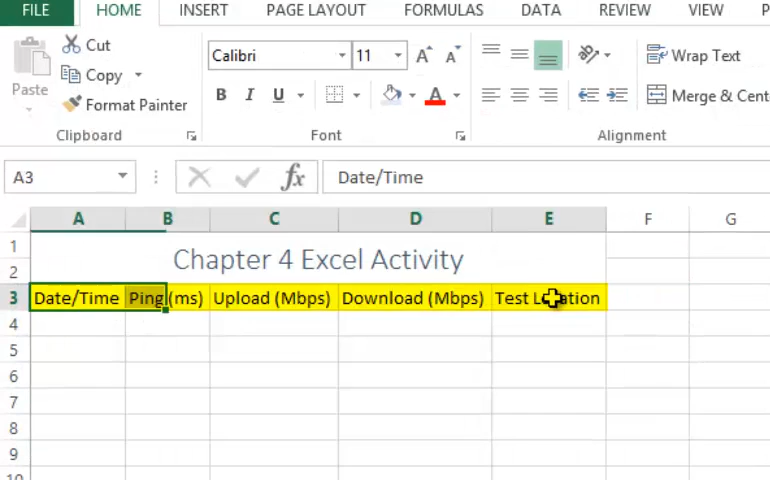 FILE HOME INSERT PAGE LAYOUT FORMULAS DATA REVIEW VIEW P
Cut
Copy
Format Painter
Paste
Clipboard
Calibri 11
A A
B I U A
Font
Wrap Text
Merge & Cent
Alignment
A3 fx Date/Time
A B C D E F G
1
Chapter 4 Excel Activity
2
3 Date/Time Ping (ms) Upload (Mbps) Download (Mbps) Test Location
4
5
6
7
8
9
10